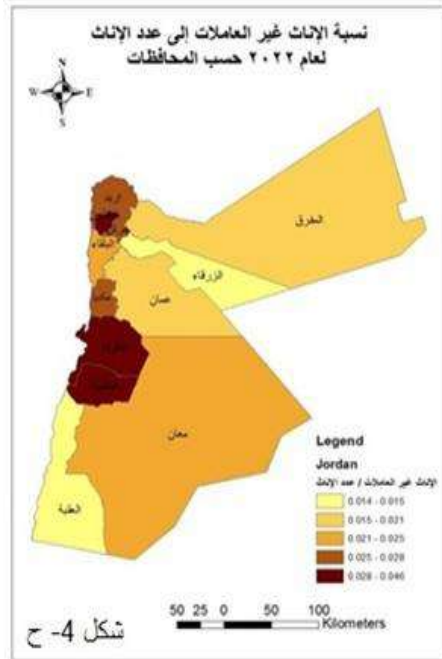 نسبة الإناث غير العاملات إلى عدد الإناث
لعام ٢٠٢٢ حسب المحافظات
N
W E
S
اربد
المفرق
البلقاء
الزرقاء
عمان
معان
العقبة
Legend
Jordan
الإناث غير العاملات / عدد الإناث
0.014 - 0.015
0.015 - 0.021
0.021 - 0.025
0.025 - 0.028
0.028 - 0.046
شكل 4- ح
50 25 0 50 100
Kilometers